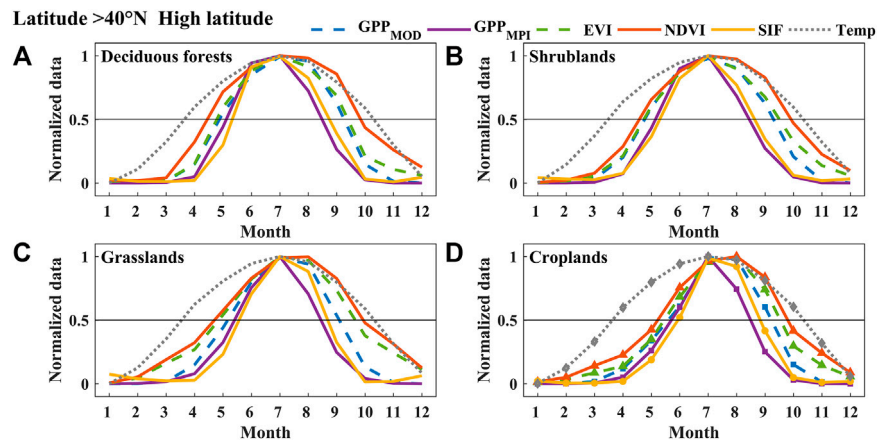 Latitude >40°N High latitude
GPP_MOD GPP_MPI EVI NDVI SIF Temp
A Deciduous forests
Normalized data
1
0.5
0
1 2 3 4 5 6 7 8 9 10 11 12
Month
B Shrublands
Normalized data
1
0.5
0
1 2 3 4 5 6 7 8 9 10 11 12
Month
C Grasslands
Normalized data
1
0.5
0
1 2 3 4 5 6 7 8 9 10 11 12
Month
D Croplands
Normalized data
1
0.5
0
1 2 3 4 5 6 7 8 9 10 11 12
Month